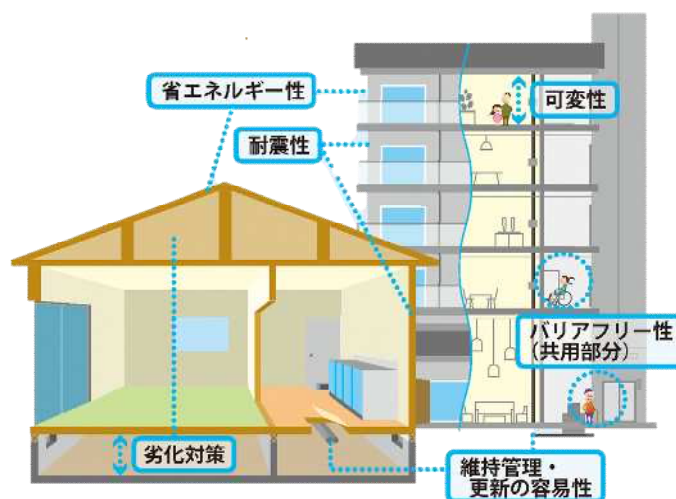 省エネルギー性
可変性
耐震性
バリアフリー性
（共用部分）
劣化対策
維持管理・
更新の容易性